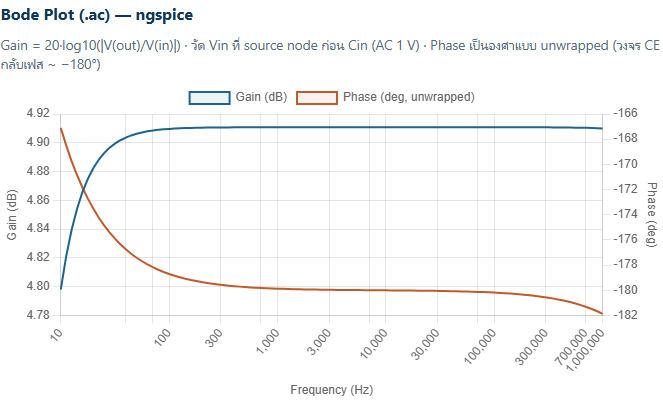 Bode Plot (.ac) — ngspice
Gain = 20·log10(|V(out)/V(in)|) · วัด Vin ที่ source node ก่อน Cin (AC 1 V) · Phase เป็นองศาแบบ unwrapped (วงจร CE
กลับเฟส ~ −180°)
Gain (dB) Phase (deg, unwrapped)
4.92 -166
4.90 -168
4.88 -170
4.86 -172
-174
4.84 -176
4.82 -178
4.80 -180
4.78 -182
Gain (dB)
Phase (deg)
10 100 300 1,000 3,000 10,000 30,000 100,000 300,000 700,000 1,000,000
Frequency (Hz)